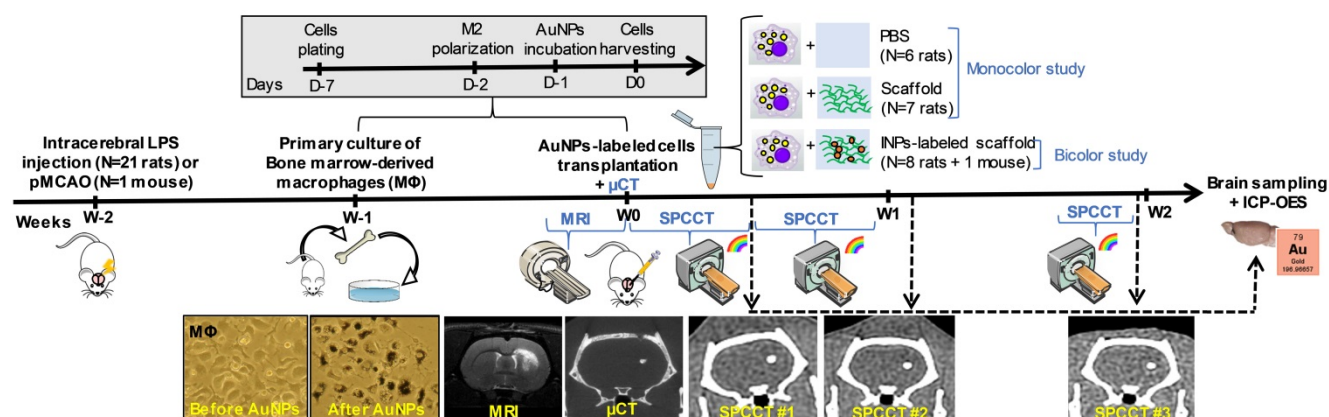 Cells
plating
M2
polarization
AuNPs
incubation
Cells
harvesting
Days
D-7
D-2
D-1
D0
PBS
(N=6 rats)
Scaffold
(N=7 rats)
Monocolor study
INPs-labeled scaffold
(N=8 rats + 1 mouse)
Bicolor study
Intracerebral LPS
injection (N=21 rats) or
pMCAO (N=1 mouse)
Primary culture of
Bone marrow-derived
macrophages (MΦ)
AuNPs-labeled cells
transplantation
+ µCT
Brain sampling
+ ICP-OES
Weeks
W-2
W-1
W0
W1
W2
MRI
SPCCT
SPCCT
SPCCT
79
Au
Gold
196.96657
MΦ
Before AuNPs
After AuNPs
MRI
µCT
SPCCT #1
SPCCT #2
SPCCT #3